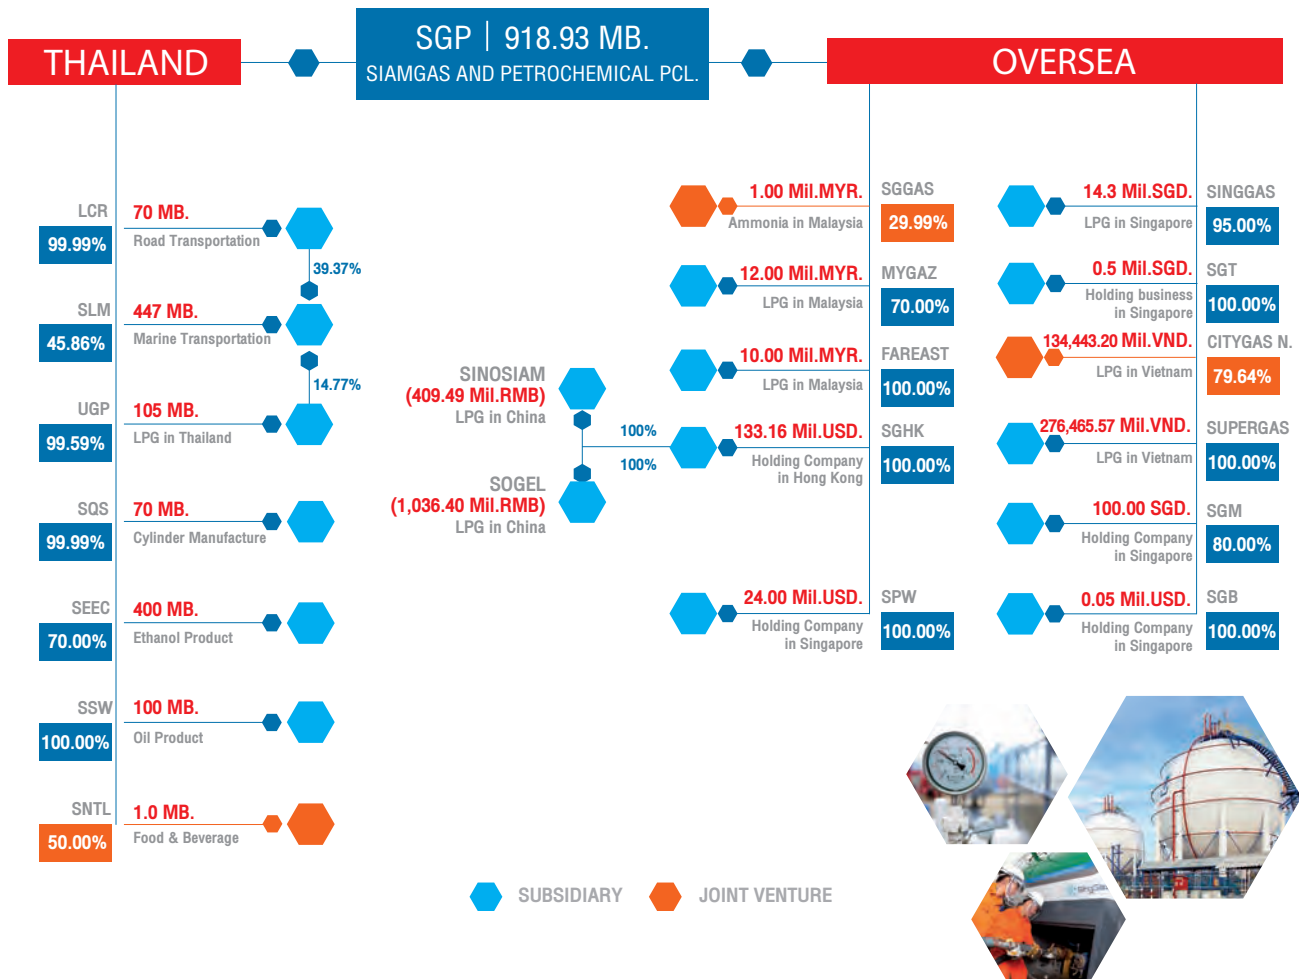 SGP | 918.93 MB.
SIAMGAS AND PETROCHEMICAL PCL.
THAILAND
OVERSEA
LCR
99.99%
70 MB.
Road Transportation
39.37%
SLM
45.86%
447 MB.
Marine Transportation
14.77%
UGP
99.59%
105 MB.
LPG in Thailand
SQS
99.99%
70 MB.
Cylinder Manufacture
SEEC
70.00%
400 MB.
Ethanol Product
SSW
100.00%
100 MB.
Oil Product
SNTL
50.00%
1.0 MB.
Food & Beverage
SINOSIAM
(409.49 Mil.RMB)
LPG in China
SOGEL
(1,036.40 Mil.RMB)
LPG in China
100%
100%
1.00 Mil.MYR.
Ammonia in Malaysia
SGGAS
29.99%
12.00 Mil.MYR.
LPG in Malaysia
MYGAZ
70.00%
10.00 Mil.MYR.
LPG in Malaysia
FAREAST
100.00%
133.16 Mil.USD.
Holding Company
in Hong Kong
SGHK
100.00%
24.00 Mil.USD.
Holding Company
in Singapore
SPW
100.00%
14.3 Mil.SGD.
LPG in Singapore
SINGGAS
95.00%
0.5 Mil.SGD.
Holding business
in Singapore
SGT
100.00%
134,443.20 Mil.VND.
LPG in Vietnam
CITYGAS N.
79.64%
276,465.57 Mil.VND.
LPG in Vietnam
SUPERGAS
100.00%
100.00 SGD.
Holding Company
in Singapore
SGM
80.00%
0.05 Mil.USD.
Holding Company
in Singapore
SGB
100.00%
SUBSIDIARY
JOINT VENTURE